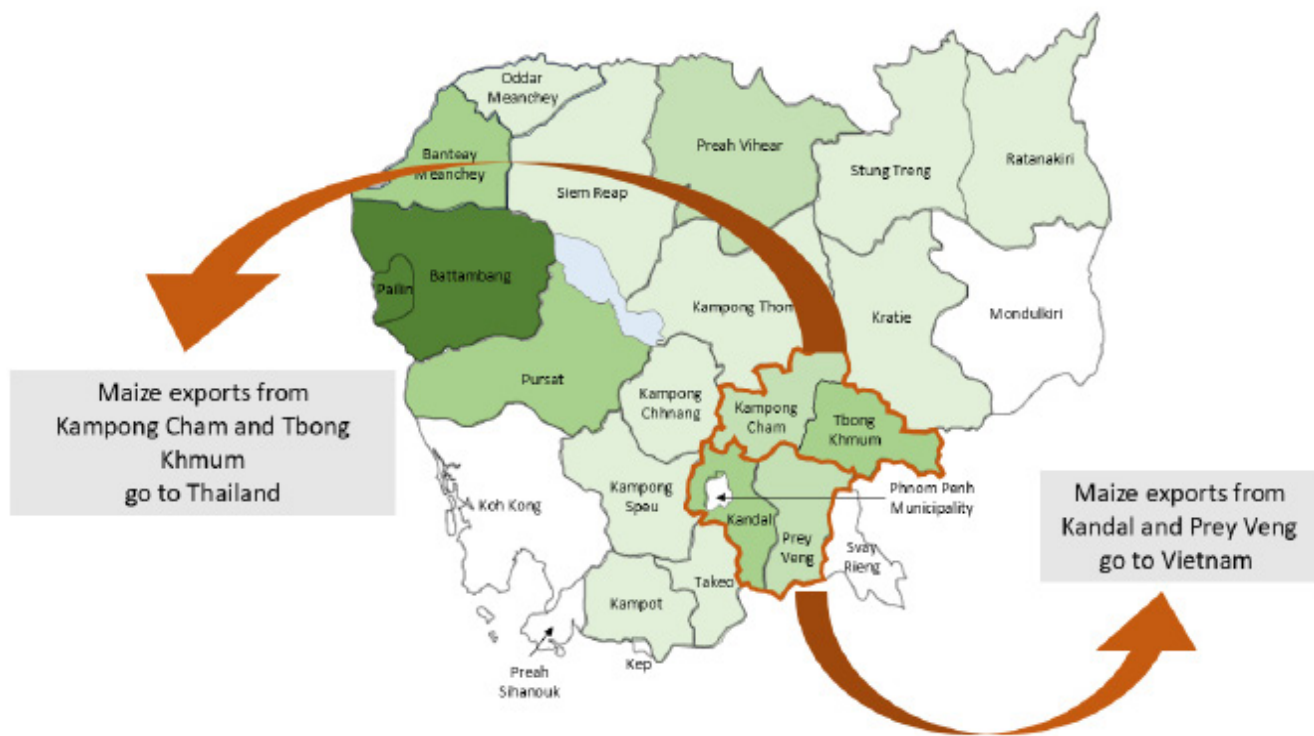 Oddar
Meanchey
Banteay
Meanchey
Siem Reap
Preah Vihear
Stung Treng
Ratanakiri
Battambang
Pailin
Kampong Thom
Kratie
Mondulkiri
Pursat
Kampong
Chhnang
Kampong
Cham
Tbong
Khmum
Maize exports from
Kampong Cham and Tbong
Khmum
go to Thailand
Koh Kong
Kampong
Speu
Kandal
Phnom Penh
Municipality
Prey
Veng
Svay
Rieng
Maize exports from
Kandal and Prey Veng
go to Vietnam
Takeo
Kampot
Kep
Preah
Sihanouk